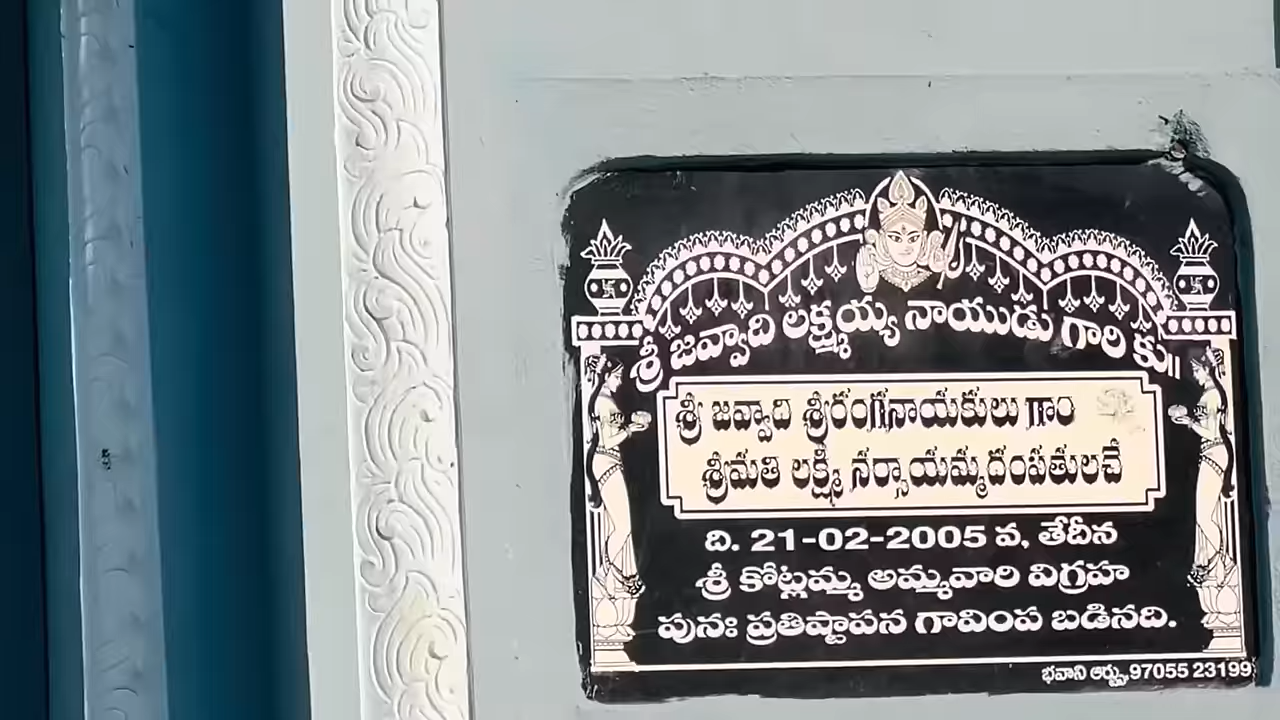 శ్రీ జవ్వాది లక్ష్మయ్య నాయుడు గారి కు॥
శ్రీ జవ్వాది శ్రీరంగనాయకులు గారు
శ్రీమతి లక్ష్మీ నర్సాయమ్మ దంపతులచే
ది. 21-02-2005 వ, తేదీన
శ్రీ కోట్లమ్మ అమ్మవారి విగ్రహ
పునః ప్రతిష్టాపన గావింప బడినది.
భవాని ఆర్ట్స్,97055 23199